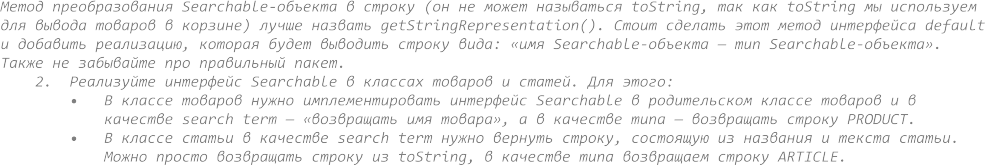 Метод преобразования Searchable-объекта в строку (он не может называться toString, так как toString мы используем
для вывода товаров в корзине) лучше назвать getStringRepresentation(). Стоит сделать этот метод интерфейса default
и добавить реализацию, которая будет выводить строку вида: «имя Searchable-объекта — тип Searchable-объекта».
Также не забывайте про правильный пакет.
2. Реализуйте интерфейс Searchable в классах товаров и статей. Для этого:
• В классе товаров нужно имплементировать интерфейс Searchable в родительском классе товаров и в
качестве search term — «возвращать имя товара», а в качестве типа — возвращать строку PRODUCT.
• В классе статьи в качестве search term нужно вернуть строку, состоящую из названия и текста статьи.
Можно просто возвращать строку из toString, в качестве типа возвращаем строку ARTICLE.